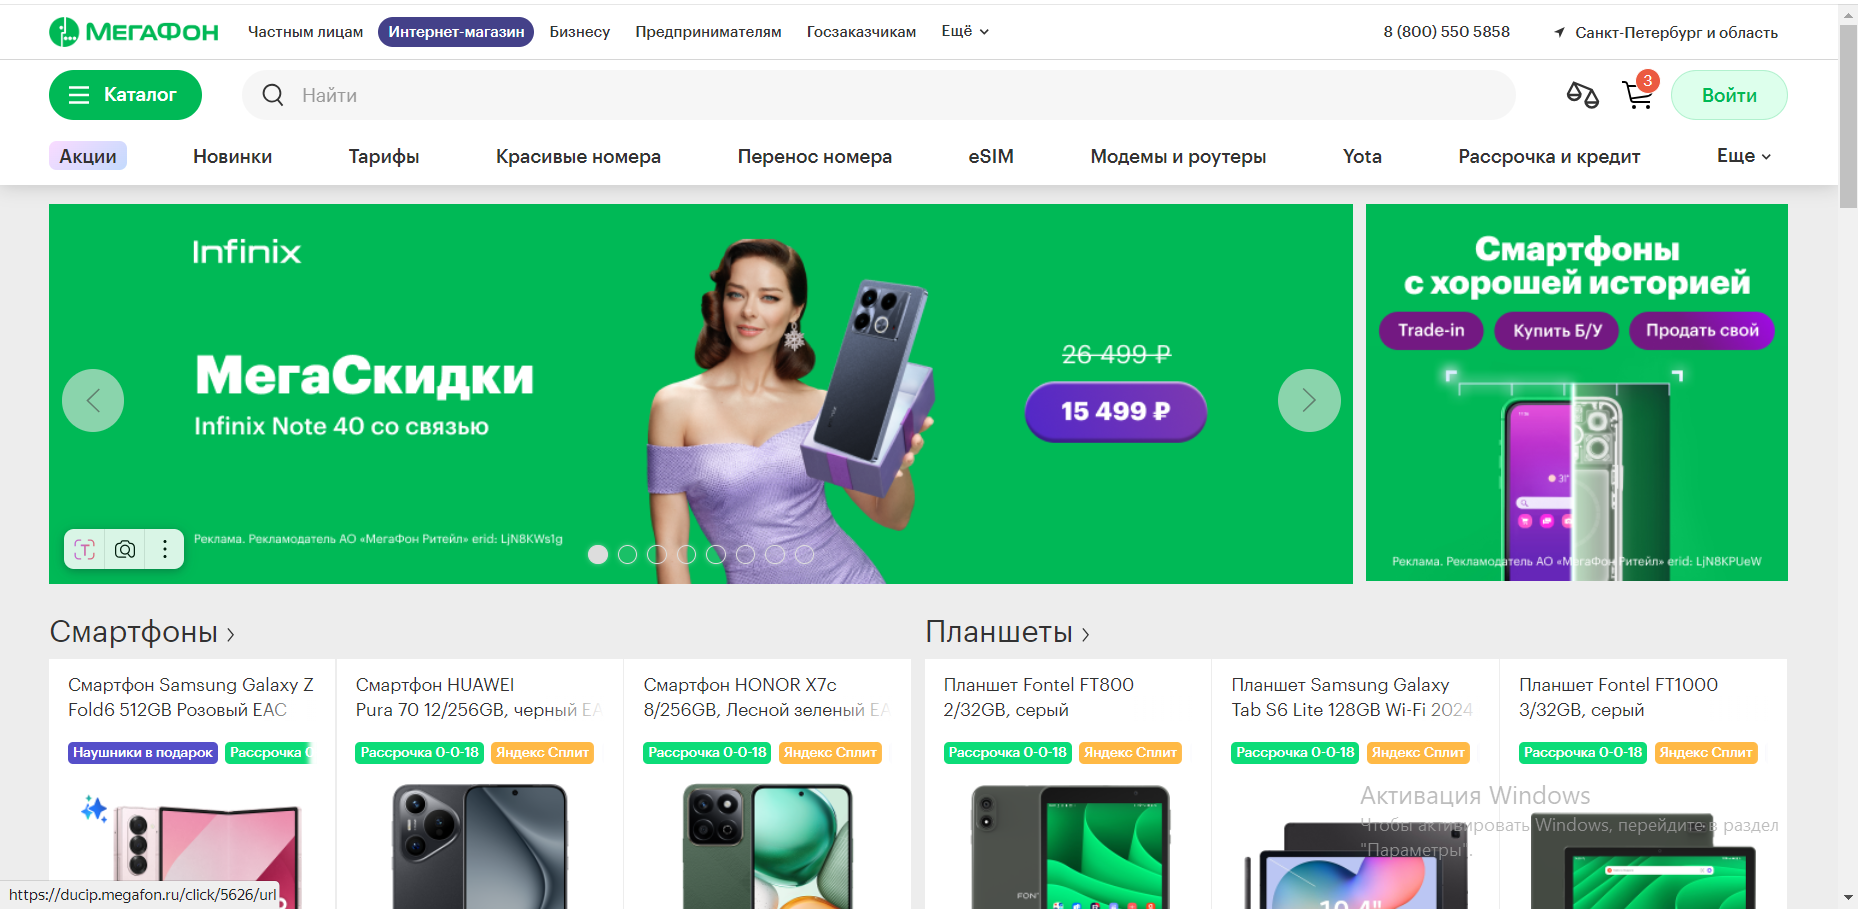 МЕГАФОН
Частным лицам
Интернет-магазин
Бизнесу
Предпринимателям
Госзаказчикам
Ещё
8 (800) 550 5858
Санкт-Петербург и область
Каталог
Найти
3
Войти
Акции
Новинки
Тарифы
Красивые номера
Перенос номера
eSIM
Модемы и роутеры
Yota
Рассрочка и кредит
Еще
Infinix
МегаСкидки
Infinix Note 40 со связью
26 499 ₽
15 499 ₽
Реклама. Рекламодатель АО «МегаФон Ритейл» erid: LjN8KWs1g
Смартфоны
с хорошей историей
Trade-in
Купить Б/У
Продать свой
Реклама. Рекламодатель АО «МегаФон Ритейл» erid: LjN8KPUeW
Смартфоны
Планшеты
Смартфон Samsung Galaxy Z
Fold6 512GB Розовый EAC
Наушники в подарок
Рассрочка
Смартфон HUAWEI
Pura 70 12/256GB, черный EA
Рассрочка 0-0-18
Яндекс Сплит
Смартфон HONOR X7c
8/256GB, Лесной зеленый EA
Рассрочка 0-0-18
Яндекс Сплит
Планшет Fontel FT800
2/32GB, серый
Рассрочка 0-0-18
Яндекс Сплит
Планшет Samsung Galaxy
Tab S6 Lite 128GB Wi-Fi 2024
Рассрочка 0-0-18
Яндекс Сплит
Планшет Fontel FT1000
3/32GB, серый
Рассрочка 0-0-18
Яндекс Сплит
Активация Windows
Чтобы активировать Windows, перейдите в раздел
"Параметры".
10.4"
https://ducip.megafon.ru/click/5626/url